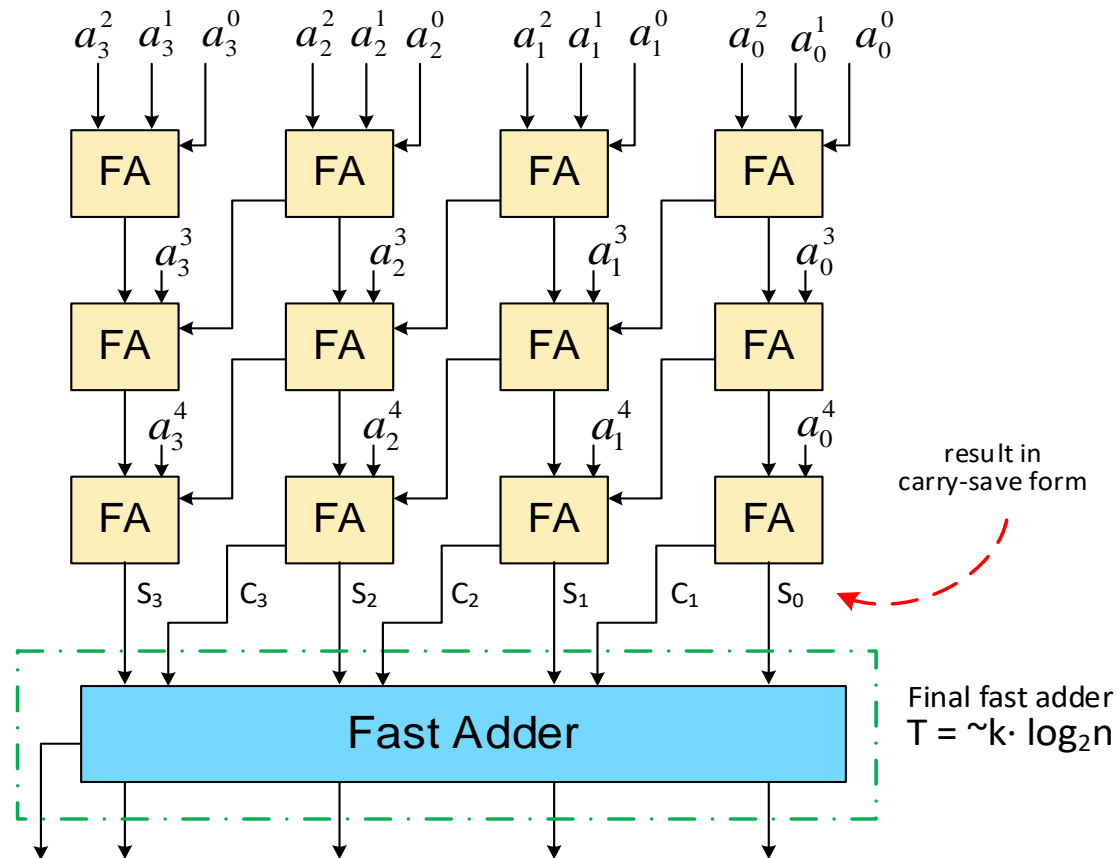 a₃² a₃¹ a₃⁰ a₂² a₂¹ a₂⁰ a₁² a₁¹ a₁⁰ a₀² a₀¹ a₀⁰
FA FA FA FA
a₃³ a₂³ a₁³ a₀³
FA FA FA FA
a₃⁴ a₂⁴ a₁⁴ a₀⁴
result in
carry-save form
FA FA FA FA
S₃ C₃ S₂ C₂ S₁ C₁ S₀
Fast Adder
Final fast adder
T = ~k· log₂n